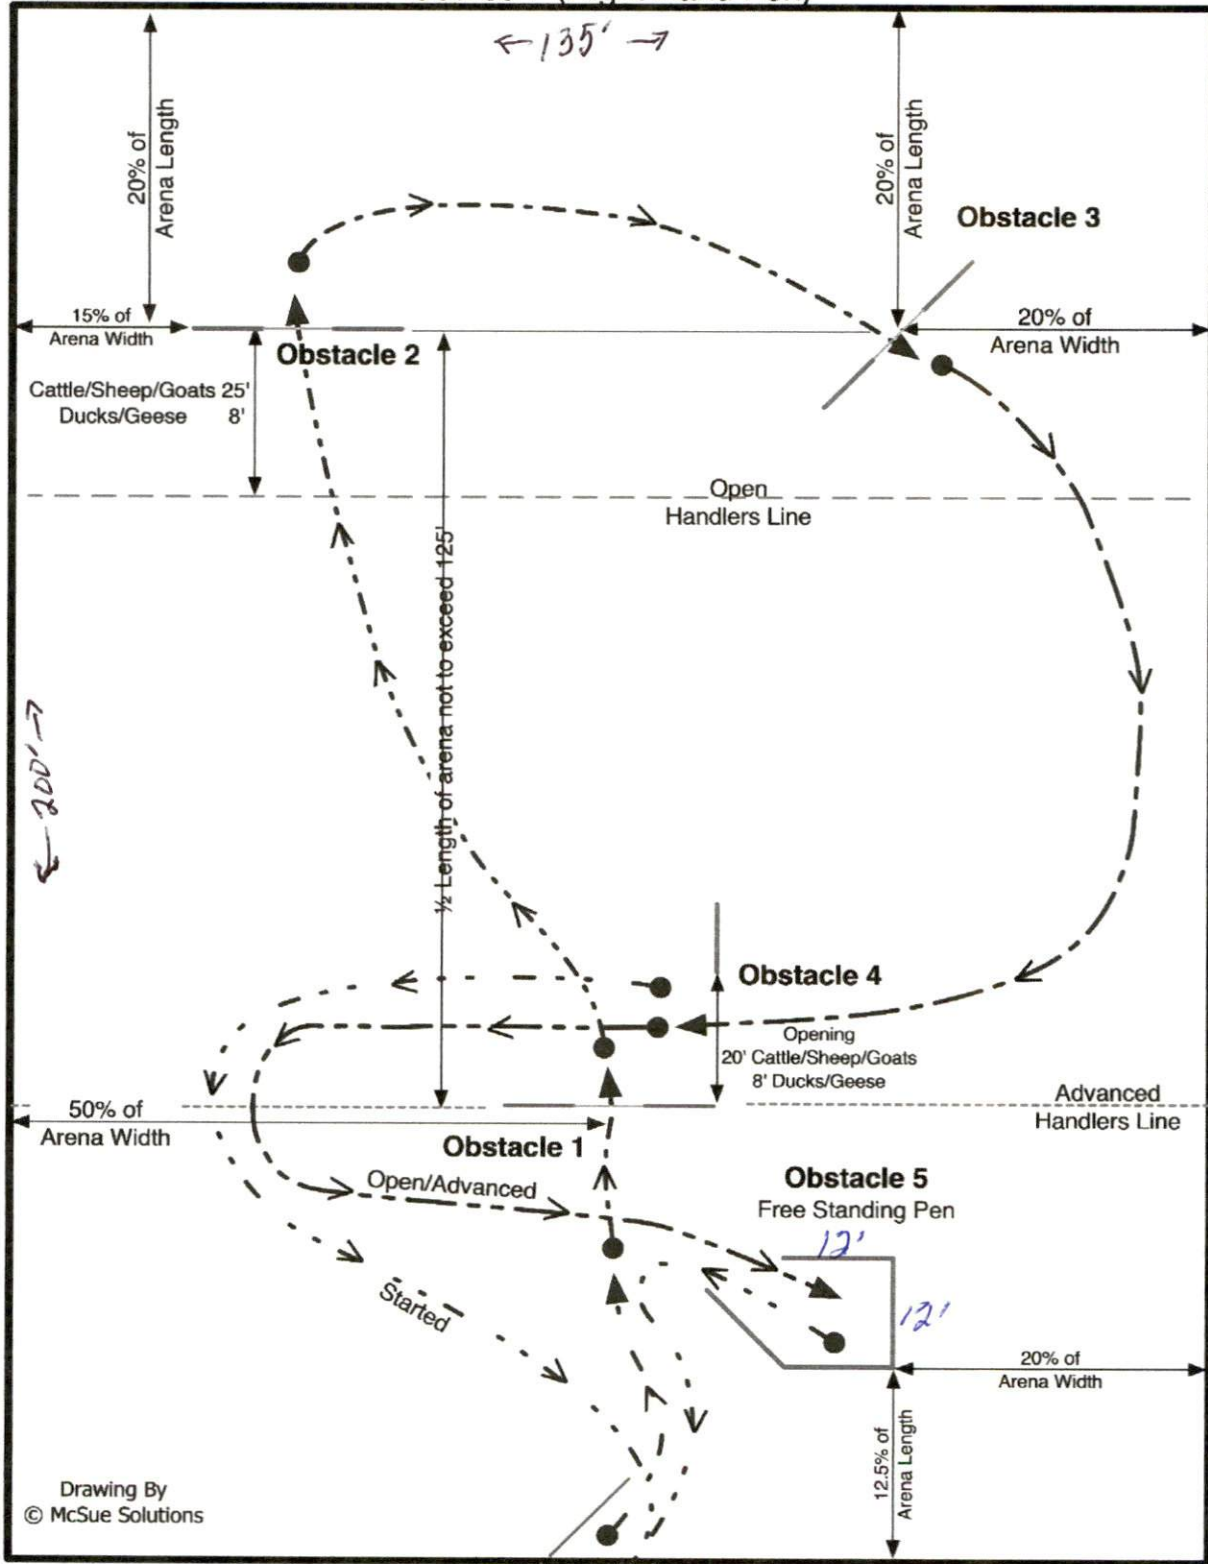 ←135'→
20% of
Arena Length
20% of
Arena Length
Obstacle 3
15% of
Arena Width
20% of
Arena Width
Obstacle 2
Cattle/Sheep/Goats 25'
Ducks/Geese 8'
Open
Handlers Line
½ Length of arena not to exceed 125'
←200'→
Obstacle 4
Opening
20' Cattle/Sheep/Goats
8' Ducks/Geese
50% of
Arena Width
Advanced
Handlers Line
Obstacle 1
Open/Advanced
Obstacle 5
Free Standing Pen
12'
12'
Started
20% of
Arena Width
12.5% of
Arena Length
Drawing By
© McSue Solutions